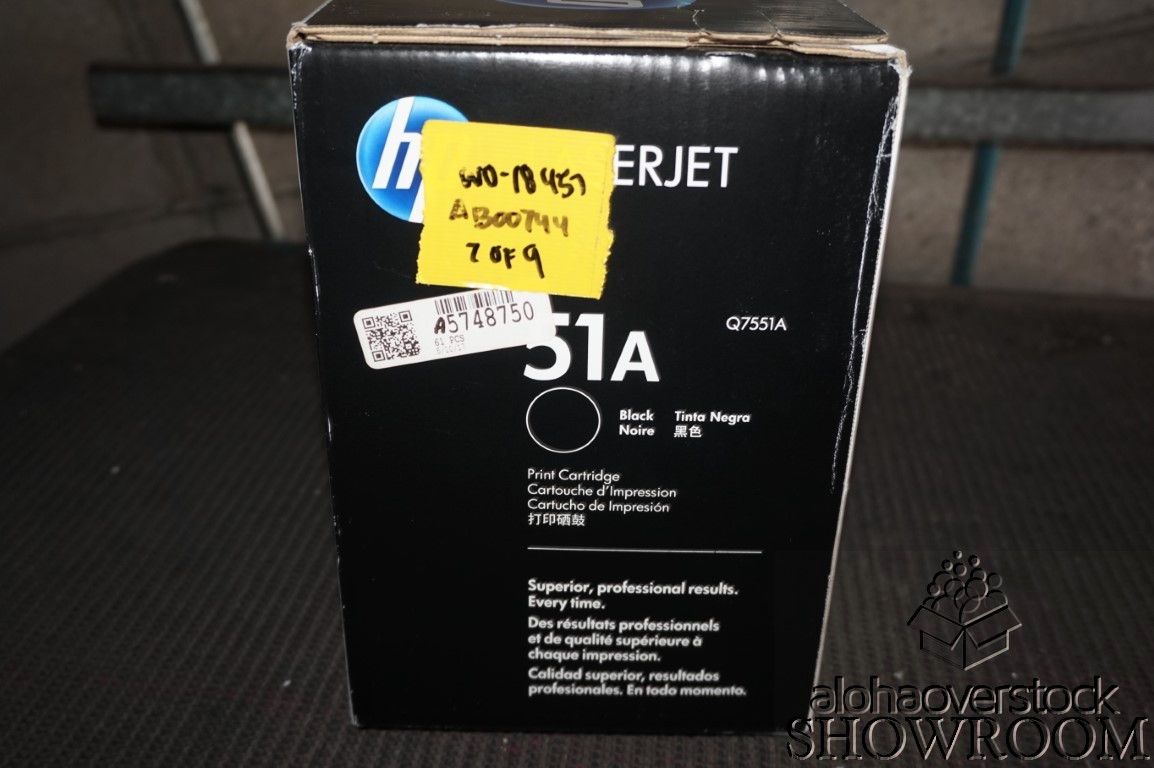 hp
ERJET
AB00744
7 OF 9
A5748750
61 PCS
51A
Q7551A
Black Tinta Negra
Noire 黑色
Print Cartridge
Cartouche d'Impression
Cartucho de Impresión
打印硒鼓
Superior, professional results.
Every time.
Des résultats professionnels
et de qualité supérieure à
chaque impression.
Calidad superior, resultados
profesionales. En todo momento.
alohaoverstock
SHOWROOM